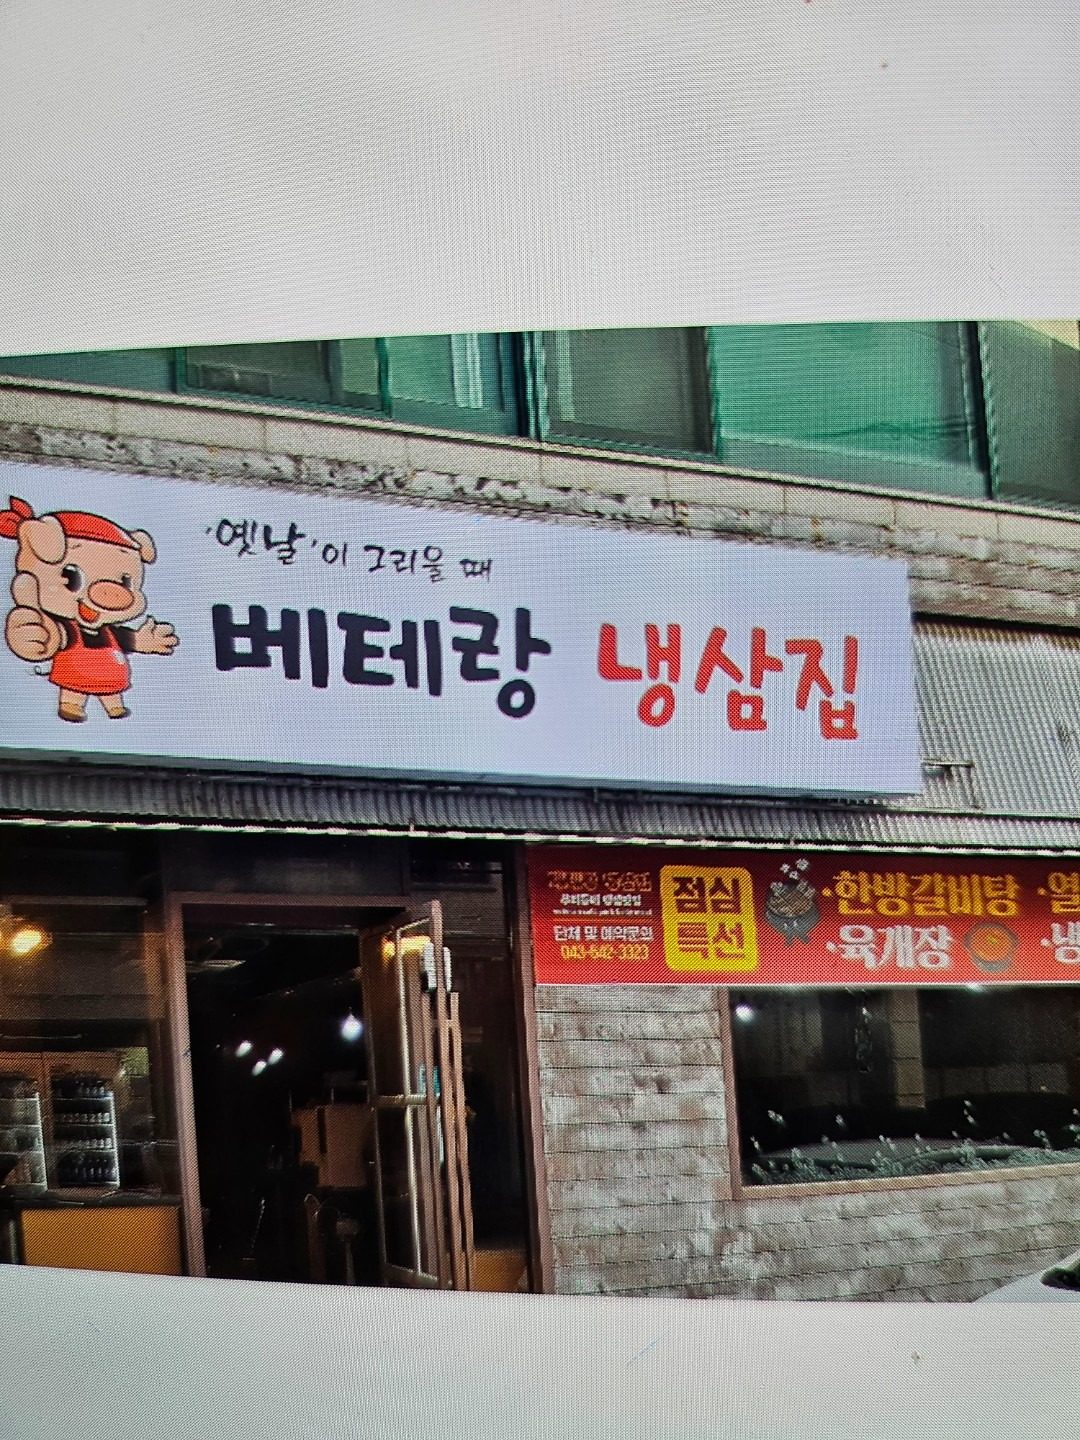 '옛날'이 그리울 때
베테랑 냉삼집
단체 및 예약문의
043-642-3323
점심
특선
·한방갈비탕
·육개장